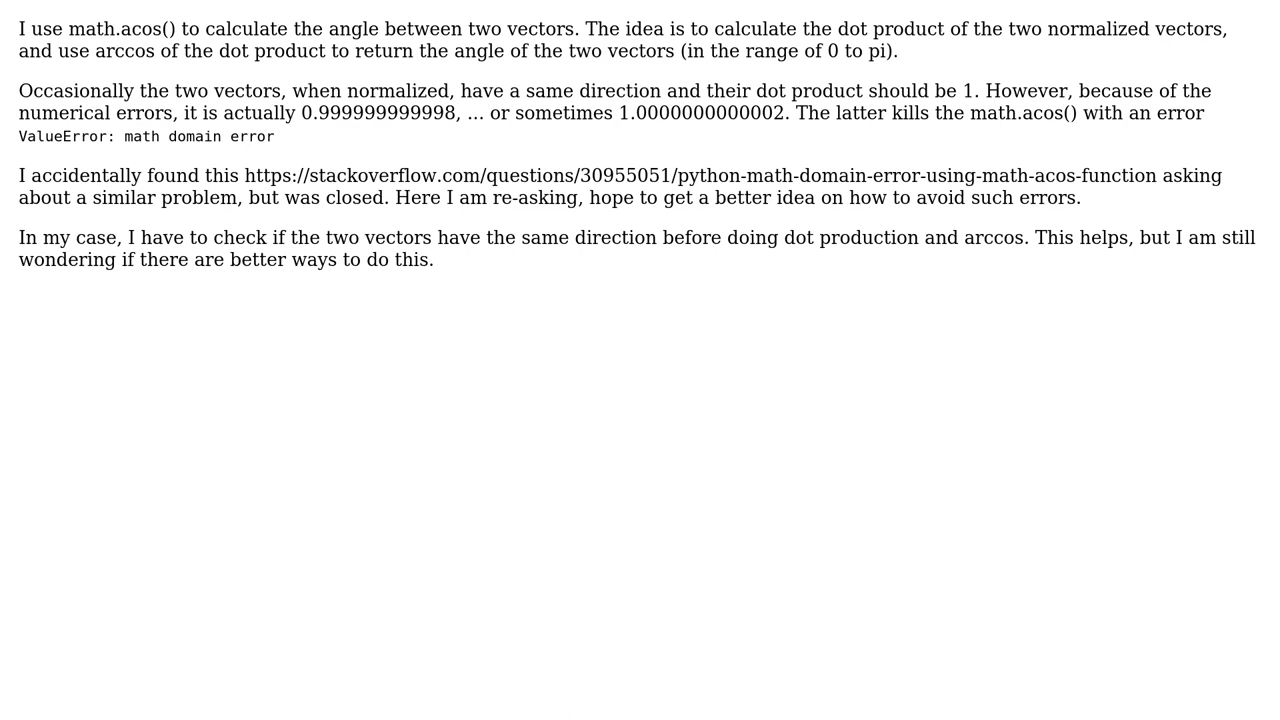 I use math.acos() to calculate the angle between two vectors. The idea is to calculate the dot product of the two normalized vectors,
and use arccos of the dot product to return the angle of the two vectors (in the range of 0 to pi).
Occasionally the two vectors, when normalized, have a same direction and their dot product should be 1. However, because of the
numerical errors, it is actually 0.999999999998, ... or sometimes 1.0000000000002. The latter kills the math.acos() with an error
ValueError: math domain error
I accidentally found this https://stackoverflow.com/questions/30955051/python-math-domain-error-using-math-acos-function asking
about a similar problem, but was closed. Here I am re-asking, hope to get a better idea on how to avoid such errors.
In my case, I have to check if the two vectors have the same direction before doing dot production and arccos. This helps, but I am still
wondering if there are better ways to do this.